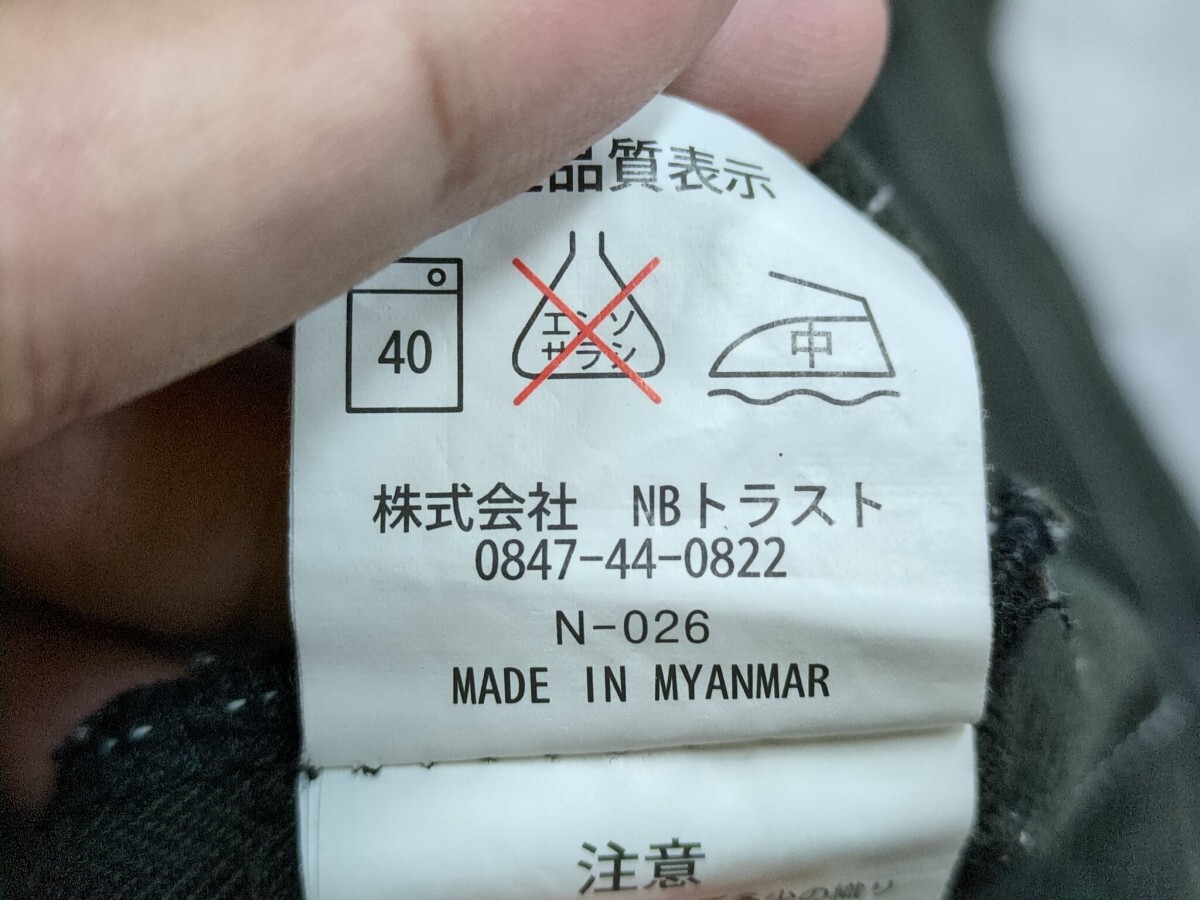 品質表示
40
エンソ
サラシ
中
株式会社 NBトラスト
0847-44-0822
N-026
MADE IN MYANMAR
注意